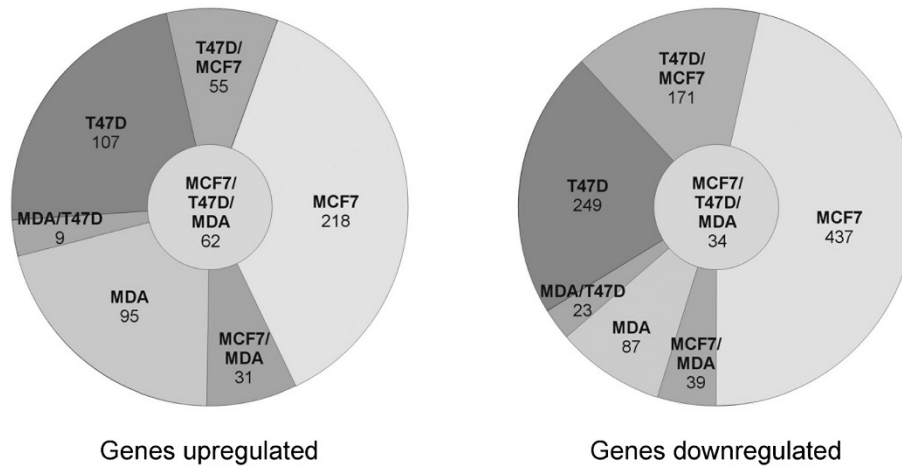 T47D/
MCF7
55
T47D
107
MCF7/
T47D/
MDA
62
MCF7
218
MDA/T47D
9
MDA
95
MCF7/
MDA
31
Genes upregulated
T47D/
MCF7
171
T47D
249
MCF7/
T47D/
MDA
34
MCF7
437
MDA/T47D
23
MDA
87
MCF7/
MDA
39
Genes downregulated